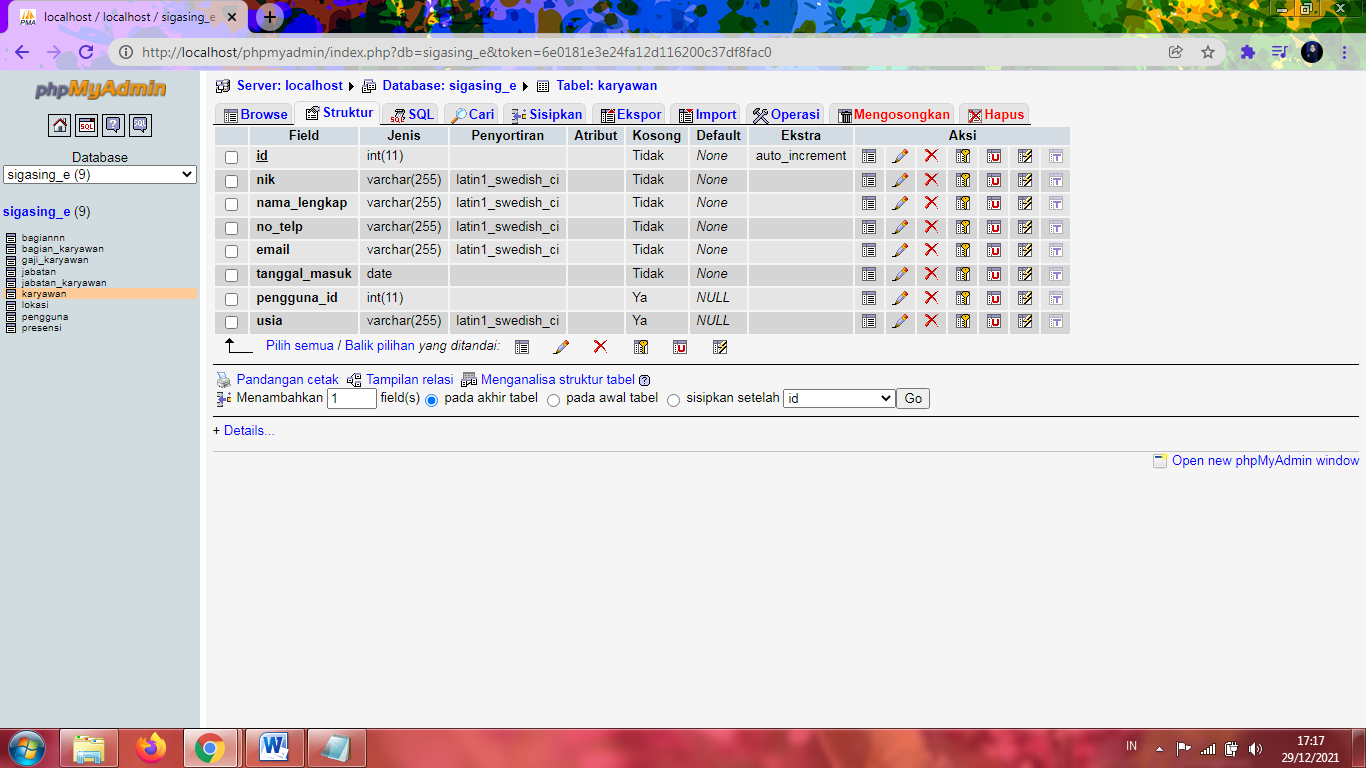 localhost / localhost / sigasing_e
http://localhost/phpmyadmin/index.php?db=sigasing_e&token=6e0181e3e24fa12d116200c37df8fac0
phpMyAdmin
SQL
Database
sigasing_e (9)
sigasing_e (9)
bagiannn
bagian_karyawan
gaji_karyawan
jabatan
jabatan_karyawan
karyawan
lokasi
pengguna
presensi
Server: localhost Database: sigasing_e Tabel: karyawan
Browse Struktur SQL Cari Sisipkan Ekspor Import Operasi Mengosongkan Hapus
Field Jenis Penyortiran Atribut Kosong Default Ekstra Aksi
id int(11) Tidak None auto_increment
nik varchar(255) latin1_swedish_ci Tidak None
nama_lengkap varchar(255) latin1_swedish_ci Tidak None
no_telp varchar(255) latin1_swedish_ci Tidak None
email varchar(255) latin1_swedish_ci Tidak None
tanggal_masuk date Tidak None
pengguna_id int(11) Ya NULL
usia varchar(255) latin1_swedish_ci Ya NULL
Pilih semua / Balik pilihan yang ditandai:
Pandangan cetak Tampilan relasi Menganalisa struktur tabel
Menambahkan 1 field(s) pada akhir tabel pada awal tabel sisipkan setelah id Go
+ Details...
Open new phpMyAdmin window
IN
17:17
29/12/2021